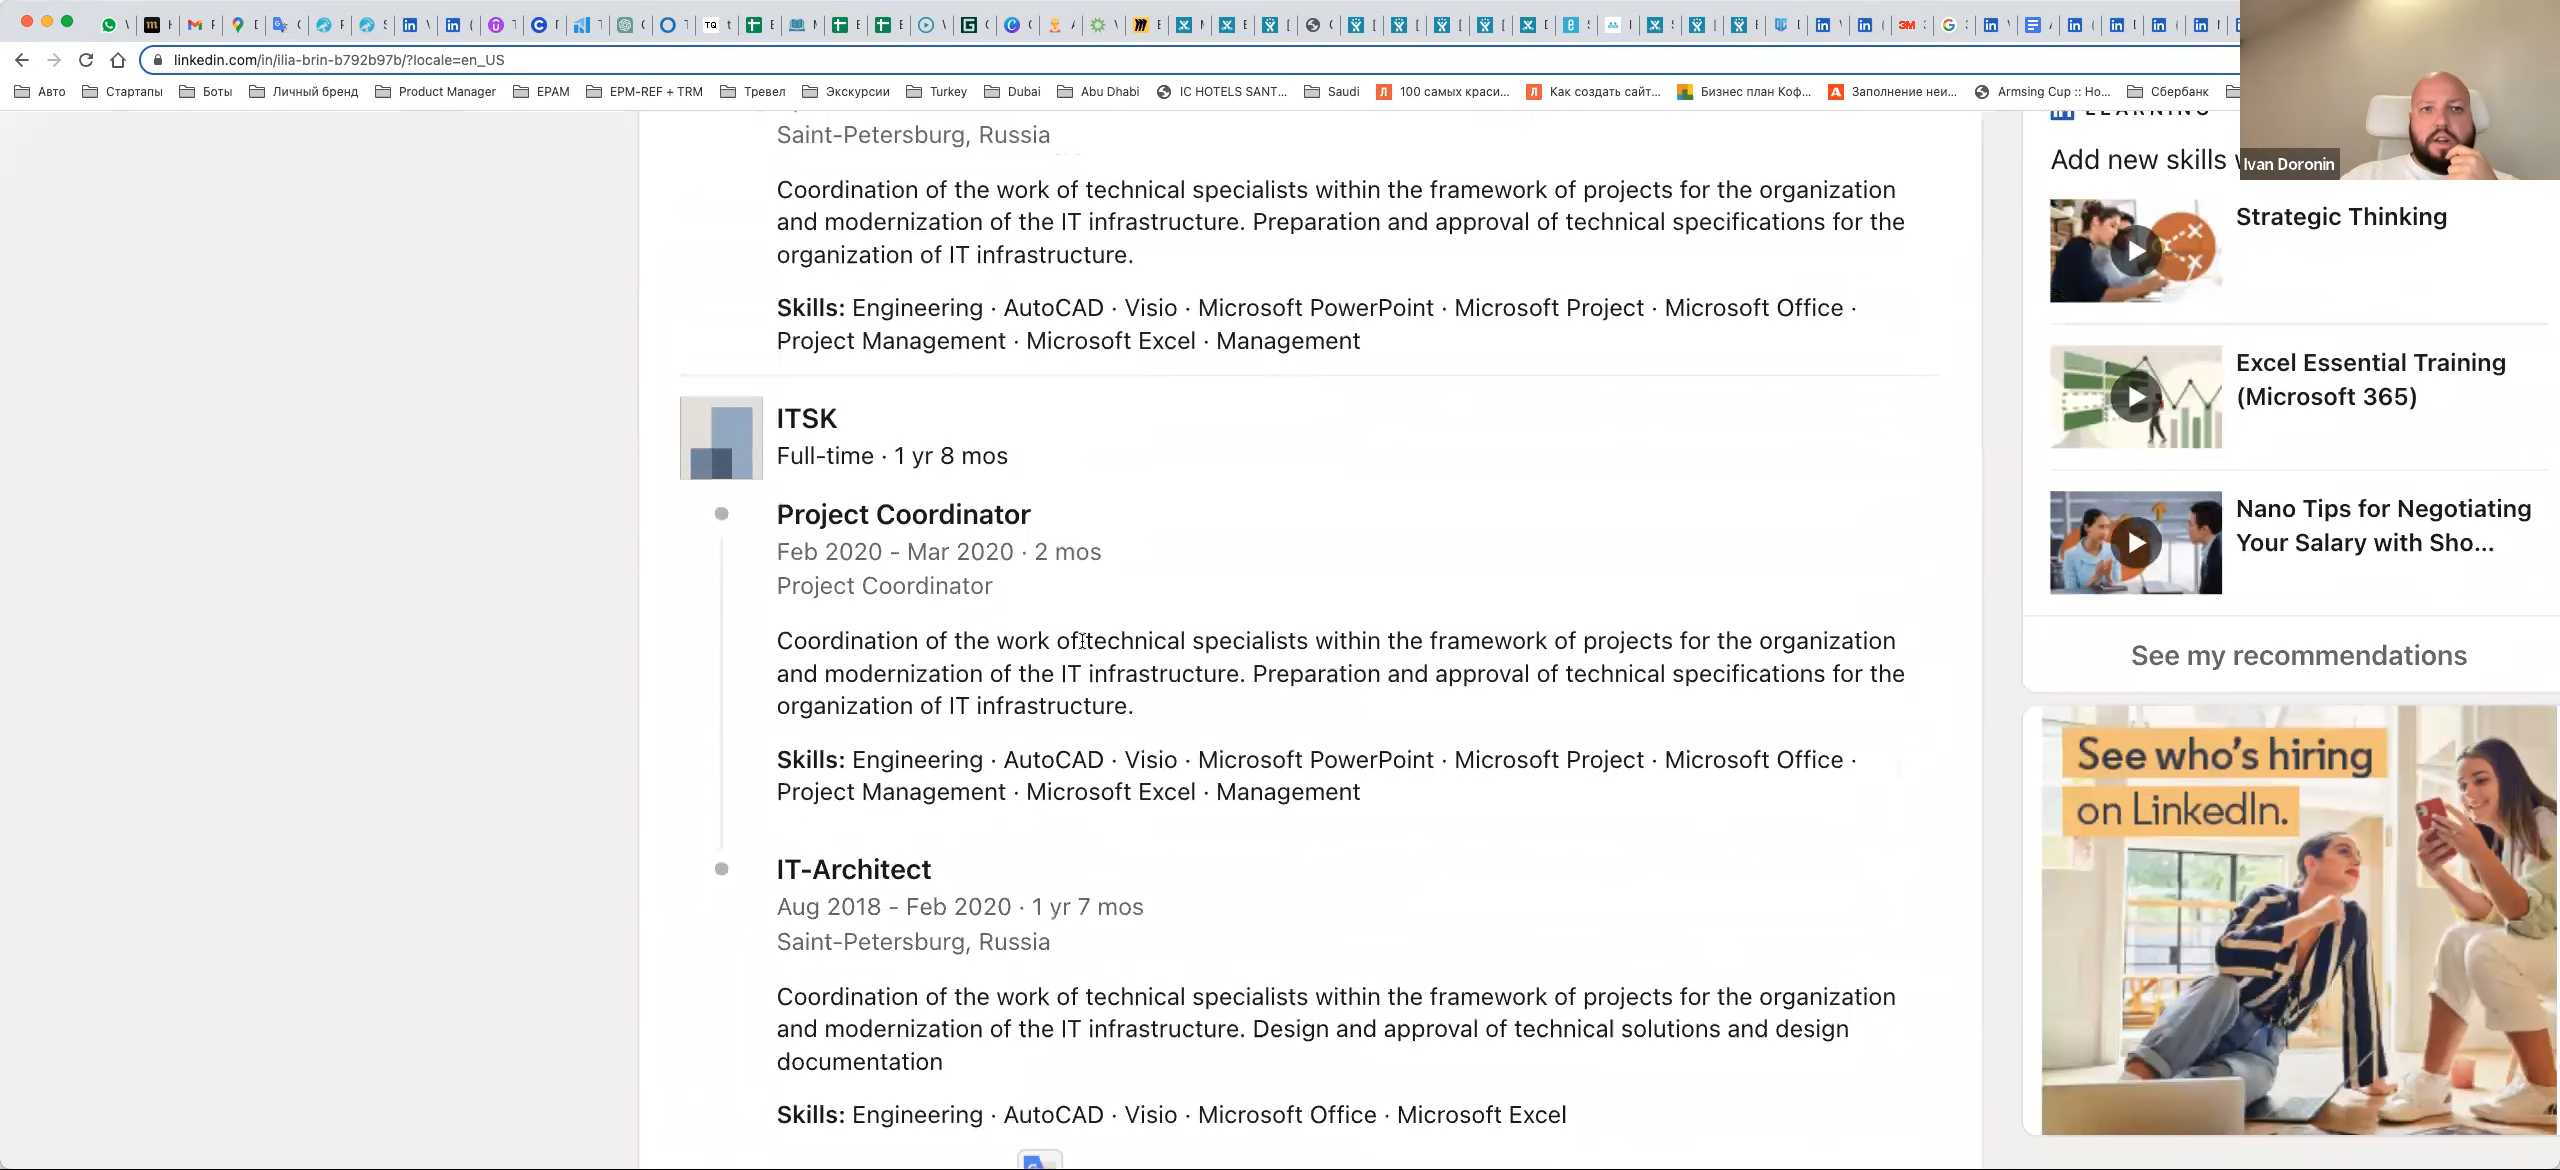 linkedin.com/in/ilia-brin-b792b97b/?locale=en_US
Авто
Стартапы
Боты
Личный бренд
Product Manager
EPAM
EPM-REF + TRM
Тревел
Экскурсии
Turkey
Dubai
Abu Dhabi
IC HOTELS SANT...
Saudi
100 самых краси...
Как создать сайт...
Бизнес план Коф...
Заполнение неи...
Armsing Cup :: Ho...
Сбербанк
Ivan Doronin
Saint-Petersburg, Russia
Coordination of the work of technical specialists within the framework of projects for the organization
and modernization of the IT infrastructure. Preparation and approval of technical specifications for the
organization of IT infrastructure.
Skills: Engineering · AutoCAD · Visio · Microsoft PowerPoint · Microsoft Project · Microsoft Office ·
Project Management · Microsoft Excel · Management
ITSK
Full-time · 1 yr 8 mos
Project Coordinator
Feb 2020 - Mar 2020 · 2 mos
Project Coordinator
Coordination of the work of technical specialists within the framework of projects for the organization
and modernization of the IT infrastructure. Preparation and approval of technical specifications for the
organization of IT infrastructure.
Skills: Engineering · AutoCAD · Visio · Microsoft PowerPoint · Microsoft Project · Microsoft Office ·
Project Management · Microsoft Excel · Management
IT-Architect
Aug 2018 - Feb 2020 · 1 yr 7 mos
Saint-Petersburg, Russia
Coordination of the work of technical specialists within the framework of projects for the organization
and modernization of the IT infrastructure. Design and approval of technical solutions and design
documentation
Skills: Engineering · AutoCAD · Visio · Microsoft Office · Microsoft Excel
LEARNING
Add new skills
Strategic Thinking
Excel Essential Training
(Microsoft 365)
Nano Tips for Negotiating
Your Salary with Sho...
See my recommendations
See who's hiring
on LinkedIn.